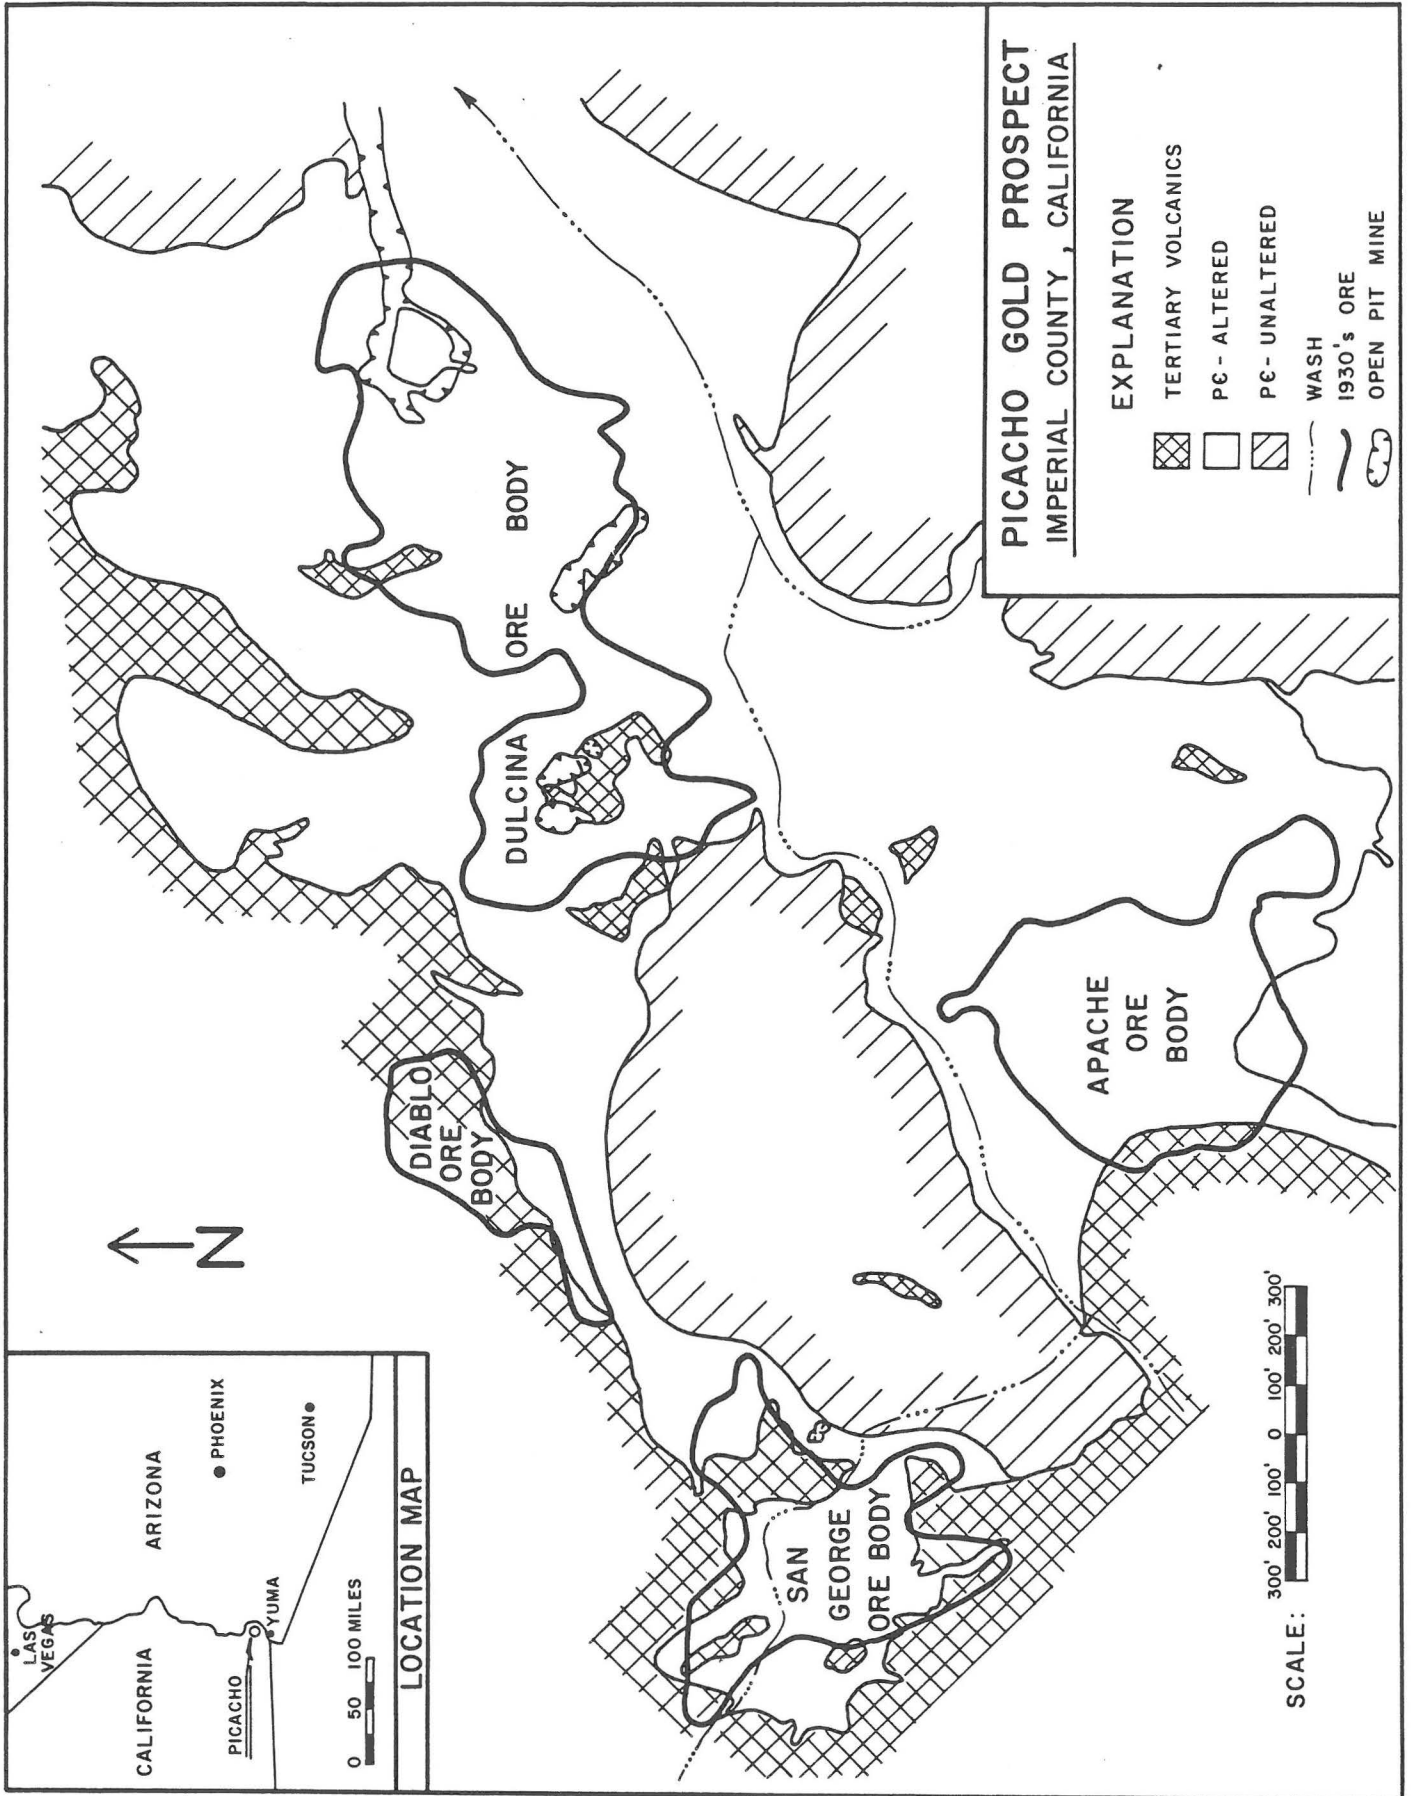 LAS
VEGAS
CALIFORNIA
ARIZONA
PHOENIX
TUCSON
PICACHO
YUMA
0 50 100 MILES
LOCATION MAP
N
DIABLO
ORE
BODY
DULCINA ORE BODY
SAN
GEORGE
ORE BODY
APACHE
ORE
BODY
SCALE: 300' 200' 100' 0 100' 200' 300'
PICACHO GOLD PROSPECT
IMPERIAL COUNTY, CALIFORNIA
EXPLANATION
TERTIARY VOLCANICS
P€-ALTERED
P€-UNALTERED
WASH
1930's ORE
OPEN PIT MINE